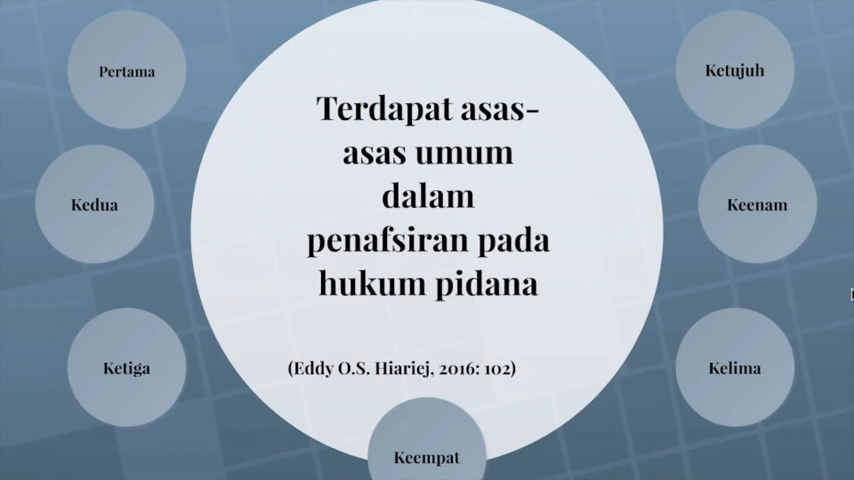 Pertama
Kedua
Ketiga
Terdapat asas-
asas umum
dalam
penafsiran pada
hukum pidana
(Eddy O.S. Hiariej, 2016: 102)
Keempat
Kelima
Keenam
Ketujuh